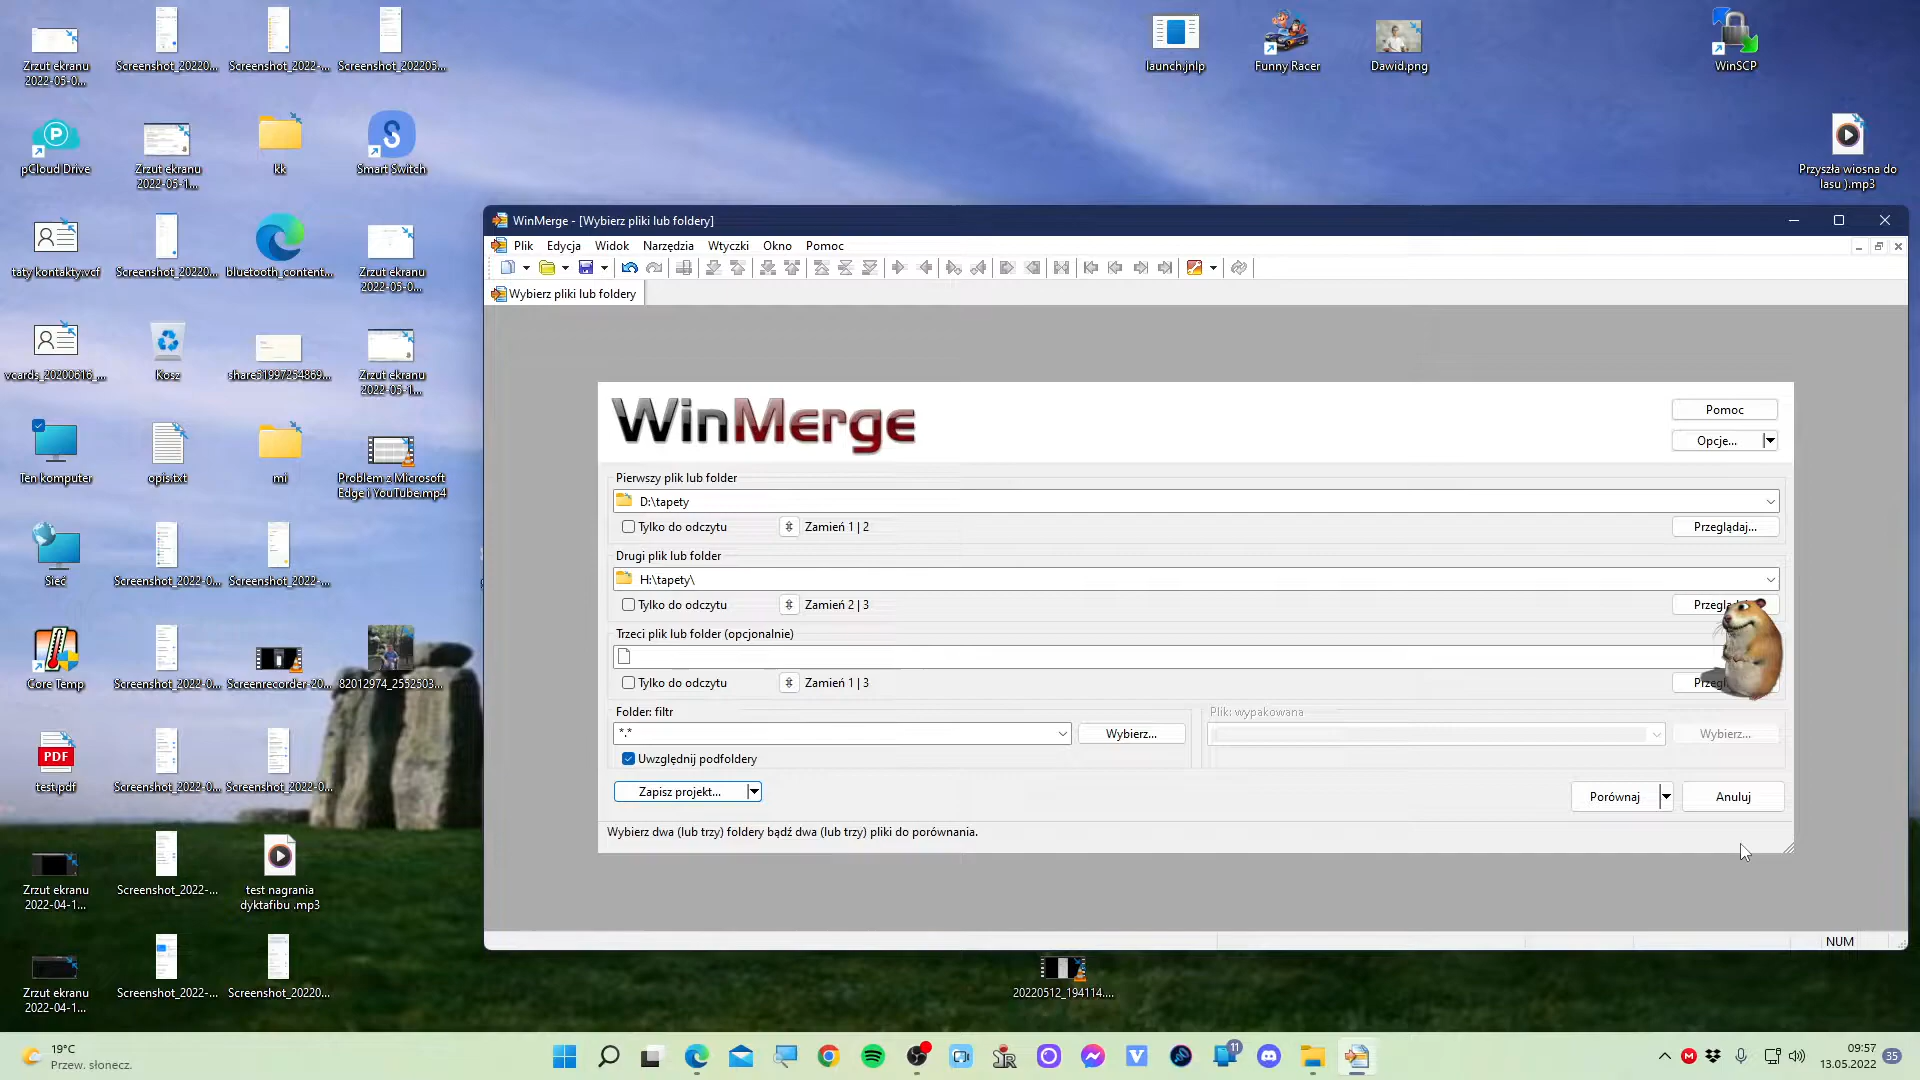 Zrzut ekranu
2022-05-0...
Screenshot_20220...
Screenshot_2022-...
Screenshot_202205...
launch.jnlp
Funny Racer
Dawid.png
WinSCP
pCloud Drive
Zrzut ekranu
2022-05-1...
kk
Smart Switch
Przyszła wiosna do
lasu ).mp3
taty kontakty.vcf
Screenshot_20220...
bluetooth_content...
Zrzut ekranu
2022-05-0...
WinMerge - [Wybierz pliki lub foldery]
Plik Edycja Widok Narzędzia Wtyczki Okno Pomoc
Wybierz pliki lub foldery
vcards_20200616_...
Kosz
share31997254869...
Zrzut ekranu
2022-05-1...
WinMerge
Pomoc
Opcje...
Pierwszy plik lub folder
D:\tapety
Tylko do odczytu
Zamień 1 | 2
Przeglądaj...
Drugi plik lub folder
H:\tapety\
Tylko do odczytu
Zamień 2 | 3
Trzeci plik lub folder (opcjonalnie)
Tylko do odczytu
Zamień 1 | 3
Folder: filtr
Plik: wypakowana
*.*
Wybierz...
Wybierz...
Uwzględnij podfoldery
Zapisz projekt...
Porównaj
Anuluj
Wybierz dwa (lub trzy) foldery bądź dwa (lub trzy) pliki do porównania.
NUM
Ten komputer
opis.txt
mi
Problem z Microsoft
Edge i YouTube.mp4
Sieć
Screenshot_2022-0...
Screenshot_2022-...
Core Temp
Screenshot_2022-0...
Screenrecorder-20...
82012974_2552503...
PDF
test.pdf
Screenshot_2022-0...
Screenshot_2022-0...
Zrzut ekranu
2022-04-1...
Screenshot_2022-...
test nagrania
dyktafibu .mp3
Zrzut ekranu
2022-04-1...
Screenshot_2022-...
Screenshot_20220...
20220512_194114....
19°C
Przew. słonecz.
11
09:57
13.05.2022
35